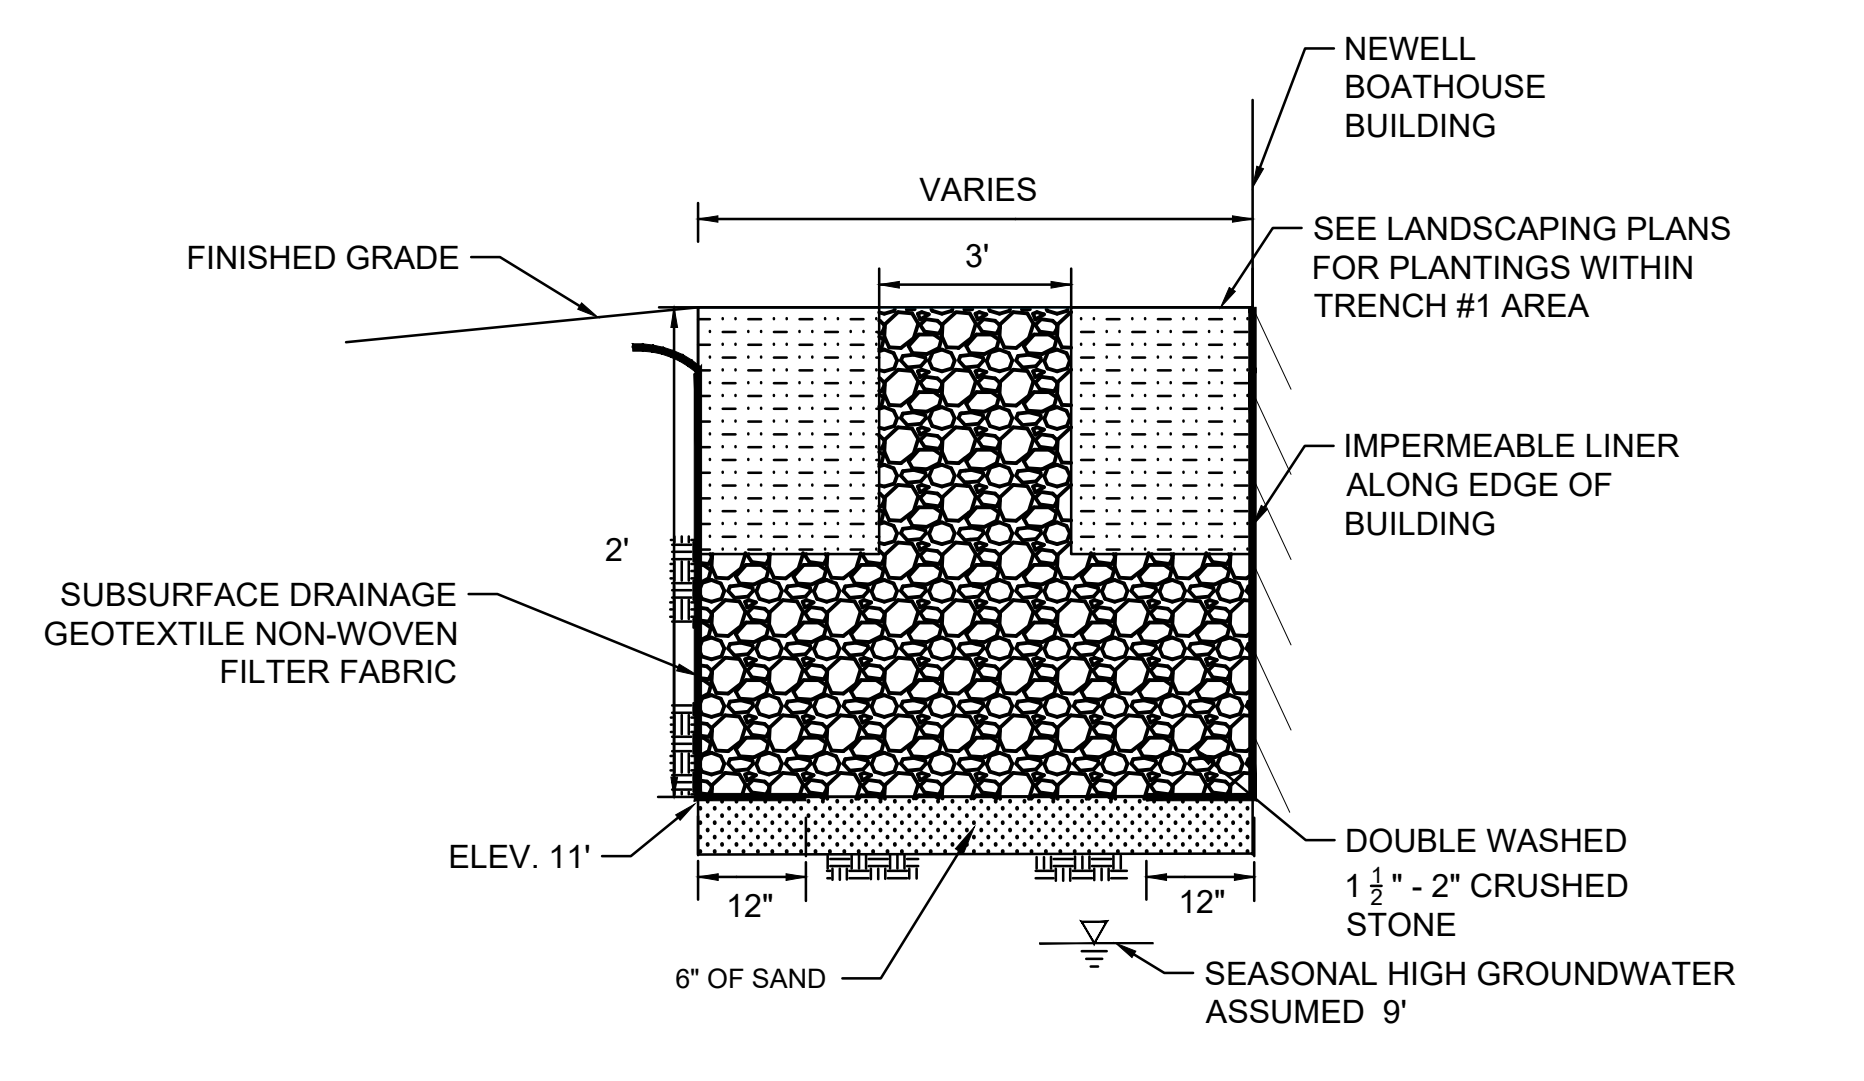 NEWELL
BOATHOUSE
BUILDING
VARIES
SEE LANDSCAPING PLANS
FOR PLANTINGS WITHIN
TRENCH #1 AREA
3'
FINISHED GRADE
IMPERMEABLE LINER
ALONG EDGE OF
BUILDING
2'
SUBSURFACE DRAINAGE
GEOTEXTILE NON-WOVEN
FILTER FABRIC
ELEV. 11'
12"
12"
DOUBLE WASHED
1 1/2" - 2" CRUSHED
STONE
6" OF SAND
SEASONAL HIGH GROUNDWATER
ASSUMED 9'